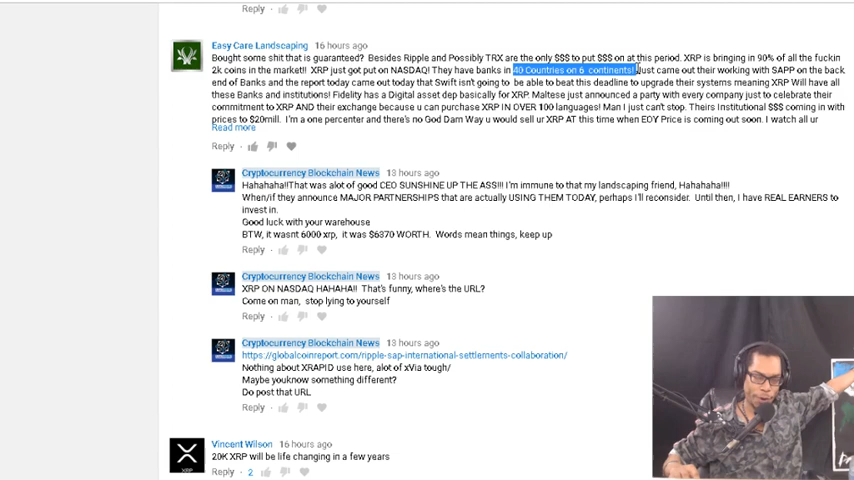 Reply
Easy Care Landscaping 16 hours ago
Bought some shit that is guaranteed? Besides Ripple and Possibly TRX are the only $$$ to put $$$ on at this period. XRP is bringing in 90% of all the fuckin
2k coins in the market!! XRP just got put on NASDAQ! They have banks in 40 Countries on 6 continents! Just came out their working with SAPP on the back
end of Banks and the report today came out today that Swift isn't going to be able to beat this deadline to upgrade their systems meaning XRP Will have all
these Banks and institutions! Fidelity has a Digital asset dep basically for XRP. Maltese just announced a party with every company just to celebrate their
commitment to XRP AND their exchange because u can purchase XRP IN OVER 100 languages! Man I just can't stop. Theirs Institutional $$$ coming in with
prices to $20mill. I'm a one percenter and there's no God Darn Way u would sell ur XRP AT this time when EOY Price is coming out soon. I watch all ur
Read more
Reply
Cryptocurrency Blockchain News 13 hours ago
Hahahaha!!That was alot of good CEO SUNSHINE UP THE ASS!!! I'm immune to that my landscaping friend, Hahahaha!!!!
When/if they announce MAJOR PARTNERSHIPS that are actually USING THEM TODAY, perhaps I'll reconsider. Until then, I have REAL EARNERS to
invest in.
Good luck with your warehouse
BTW, it wasnt 6000 xrp, it was $6370 WORTH. Words mean things, keep up
Reply
Cryptocurrency Blockchain News 13 hours ago
XRP ON NASDAQ HAHAHA!! That's funny, where's the URL?
Come on man, stop lying to yourself
Reply
Cryptocurrency Blockchain News 13 hours ago
https://globalcoinreport.com/ripple-sap-international-settlements-collaboration/
Nothing about XRAPID use here, alot of xVia tough/
Maybe youknow something different?
Do post that URL
Reply
Vincent Wilson 16 hours ago
20K XRP will be life changing in a few years
XRP
Reply 2